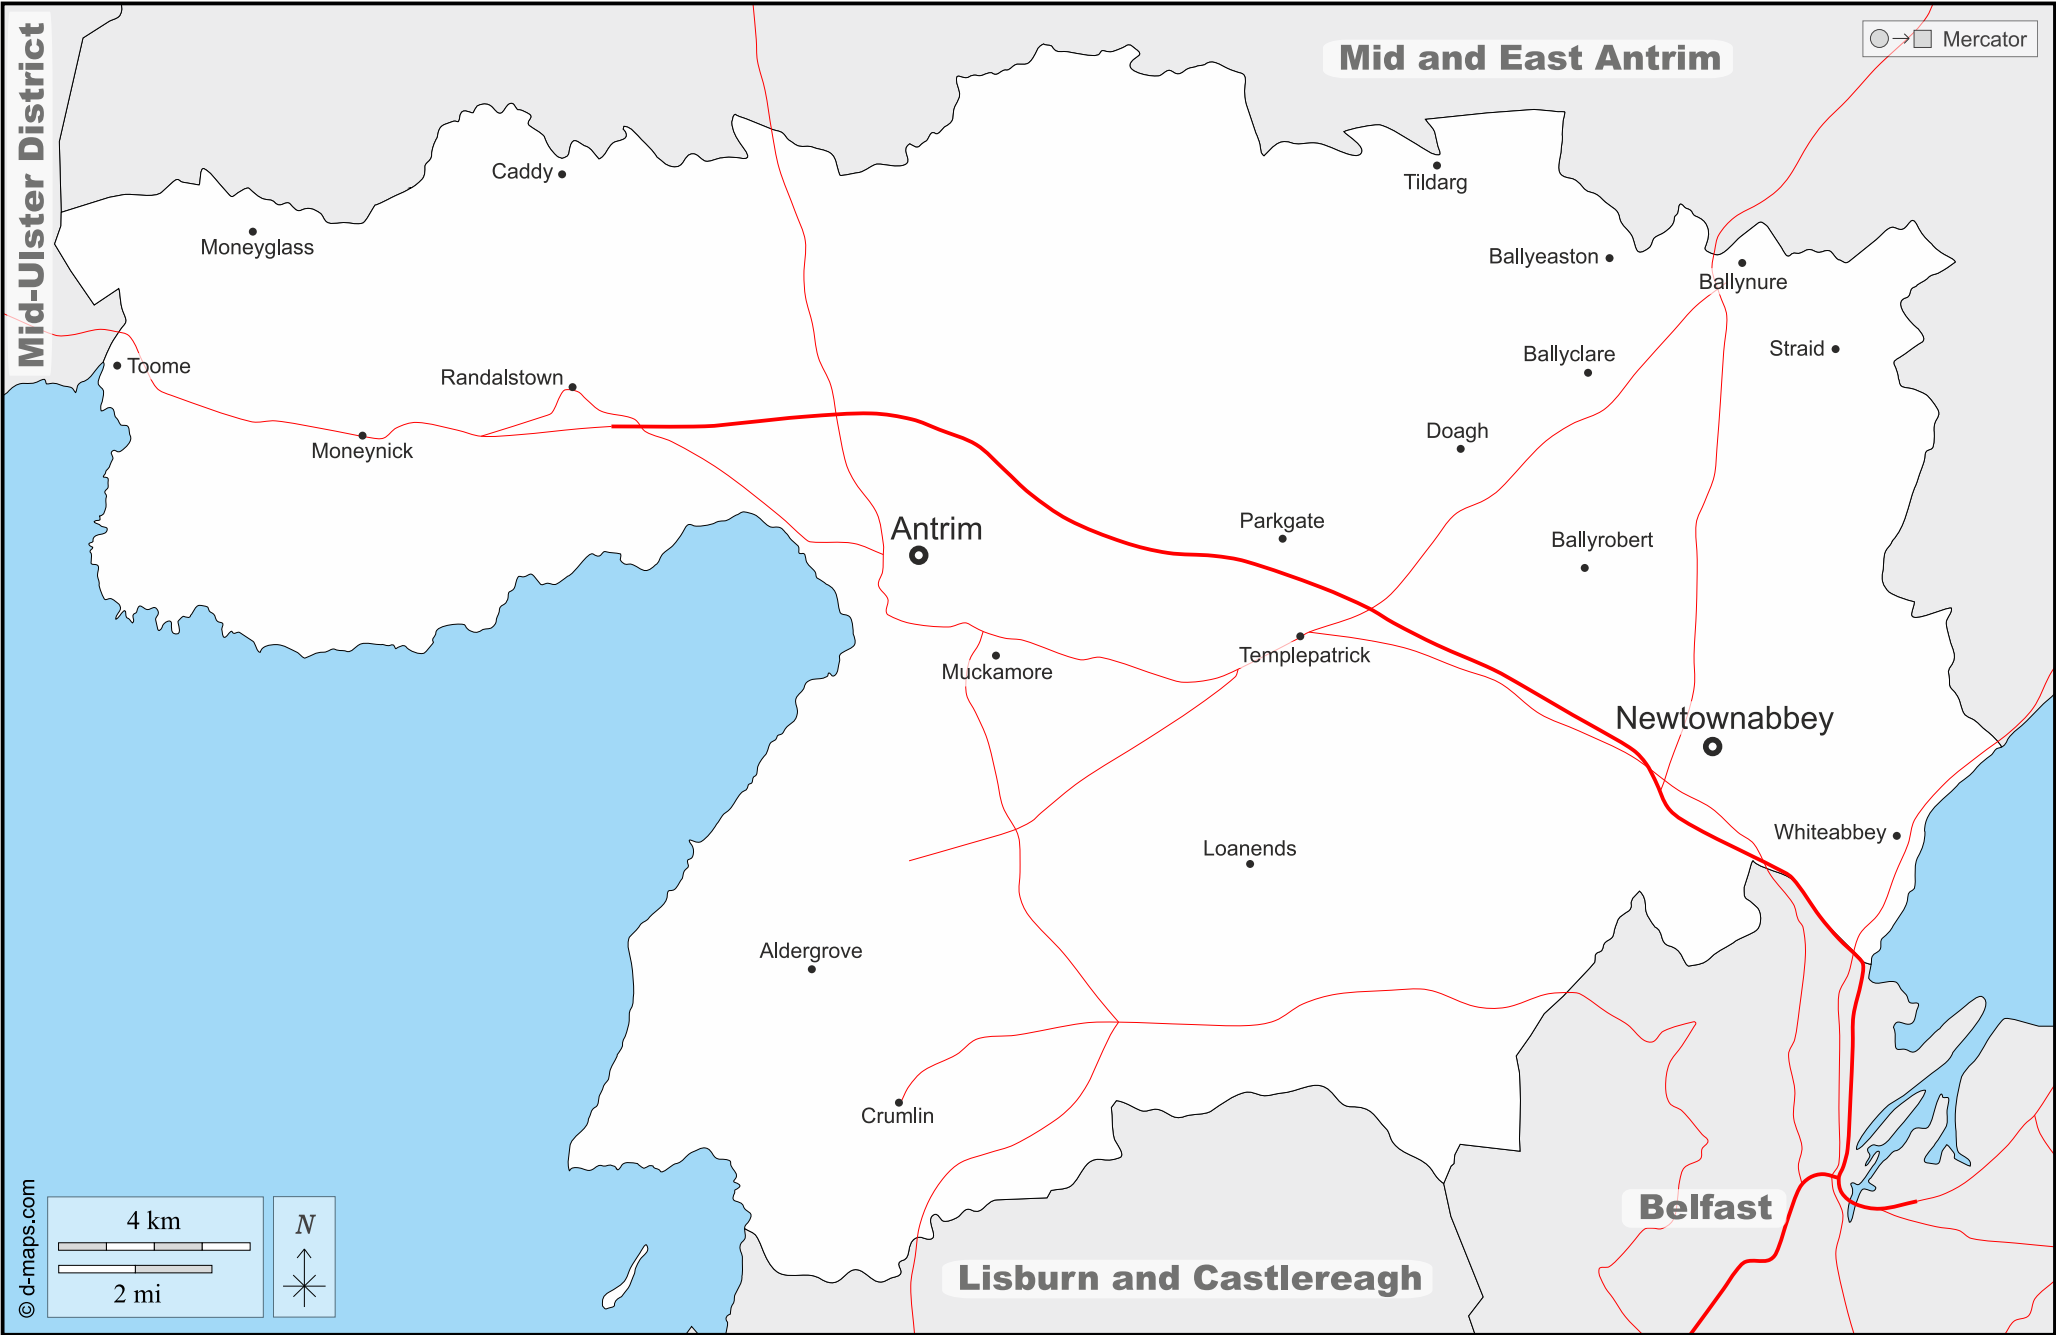 Mid and East Antrim
Mercator
Mid-Ulster District
Caddy
Tildarg
Moneyglass
Ballyeaston
Ballynure
Toome
Randalstown
Ballyclare
Straid
Moneynick
Doagh
Antrim
Parkgate
Ballyrobert
Muckamore
Templepatrick
Newtownabbey
Whiteabbey
Loanends
Aldergrove
Crumlin
Belfast
Lisburn and Castlereagh
© d-maps.com
4 km
2 mi
N